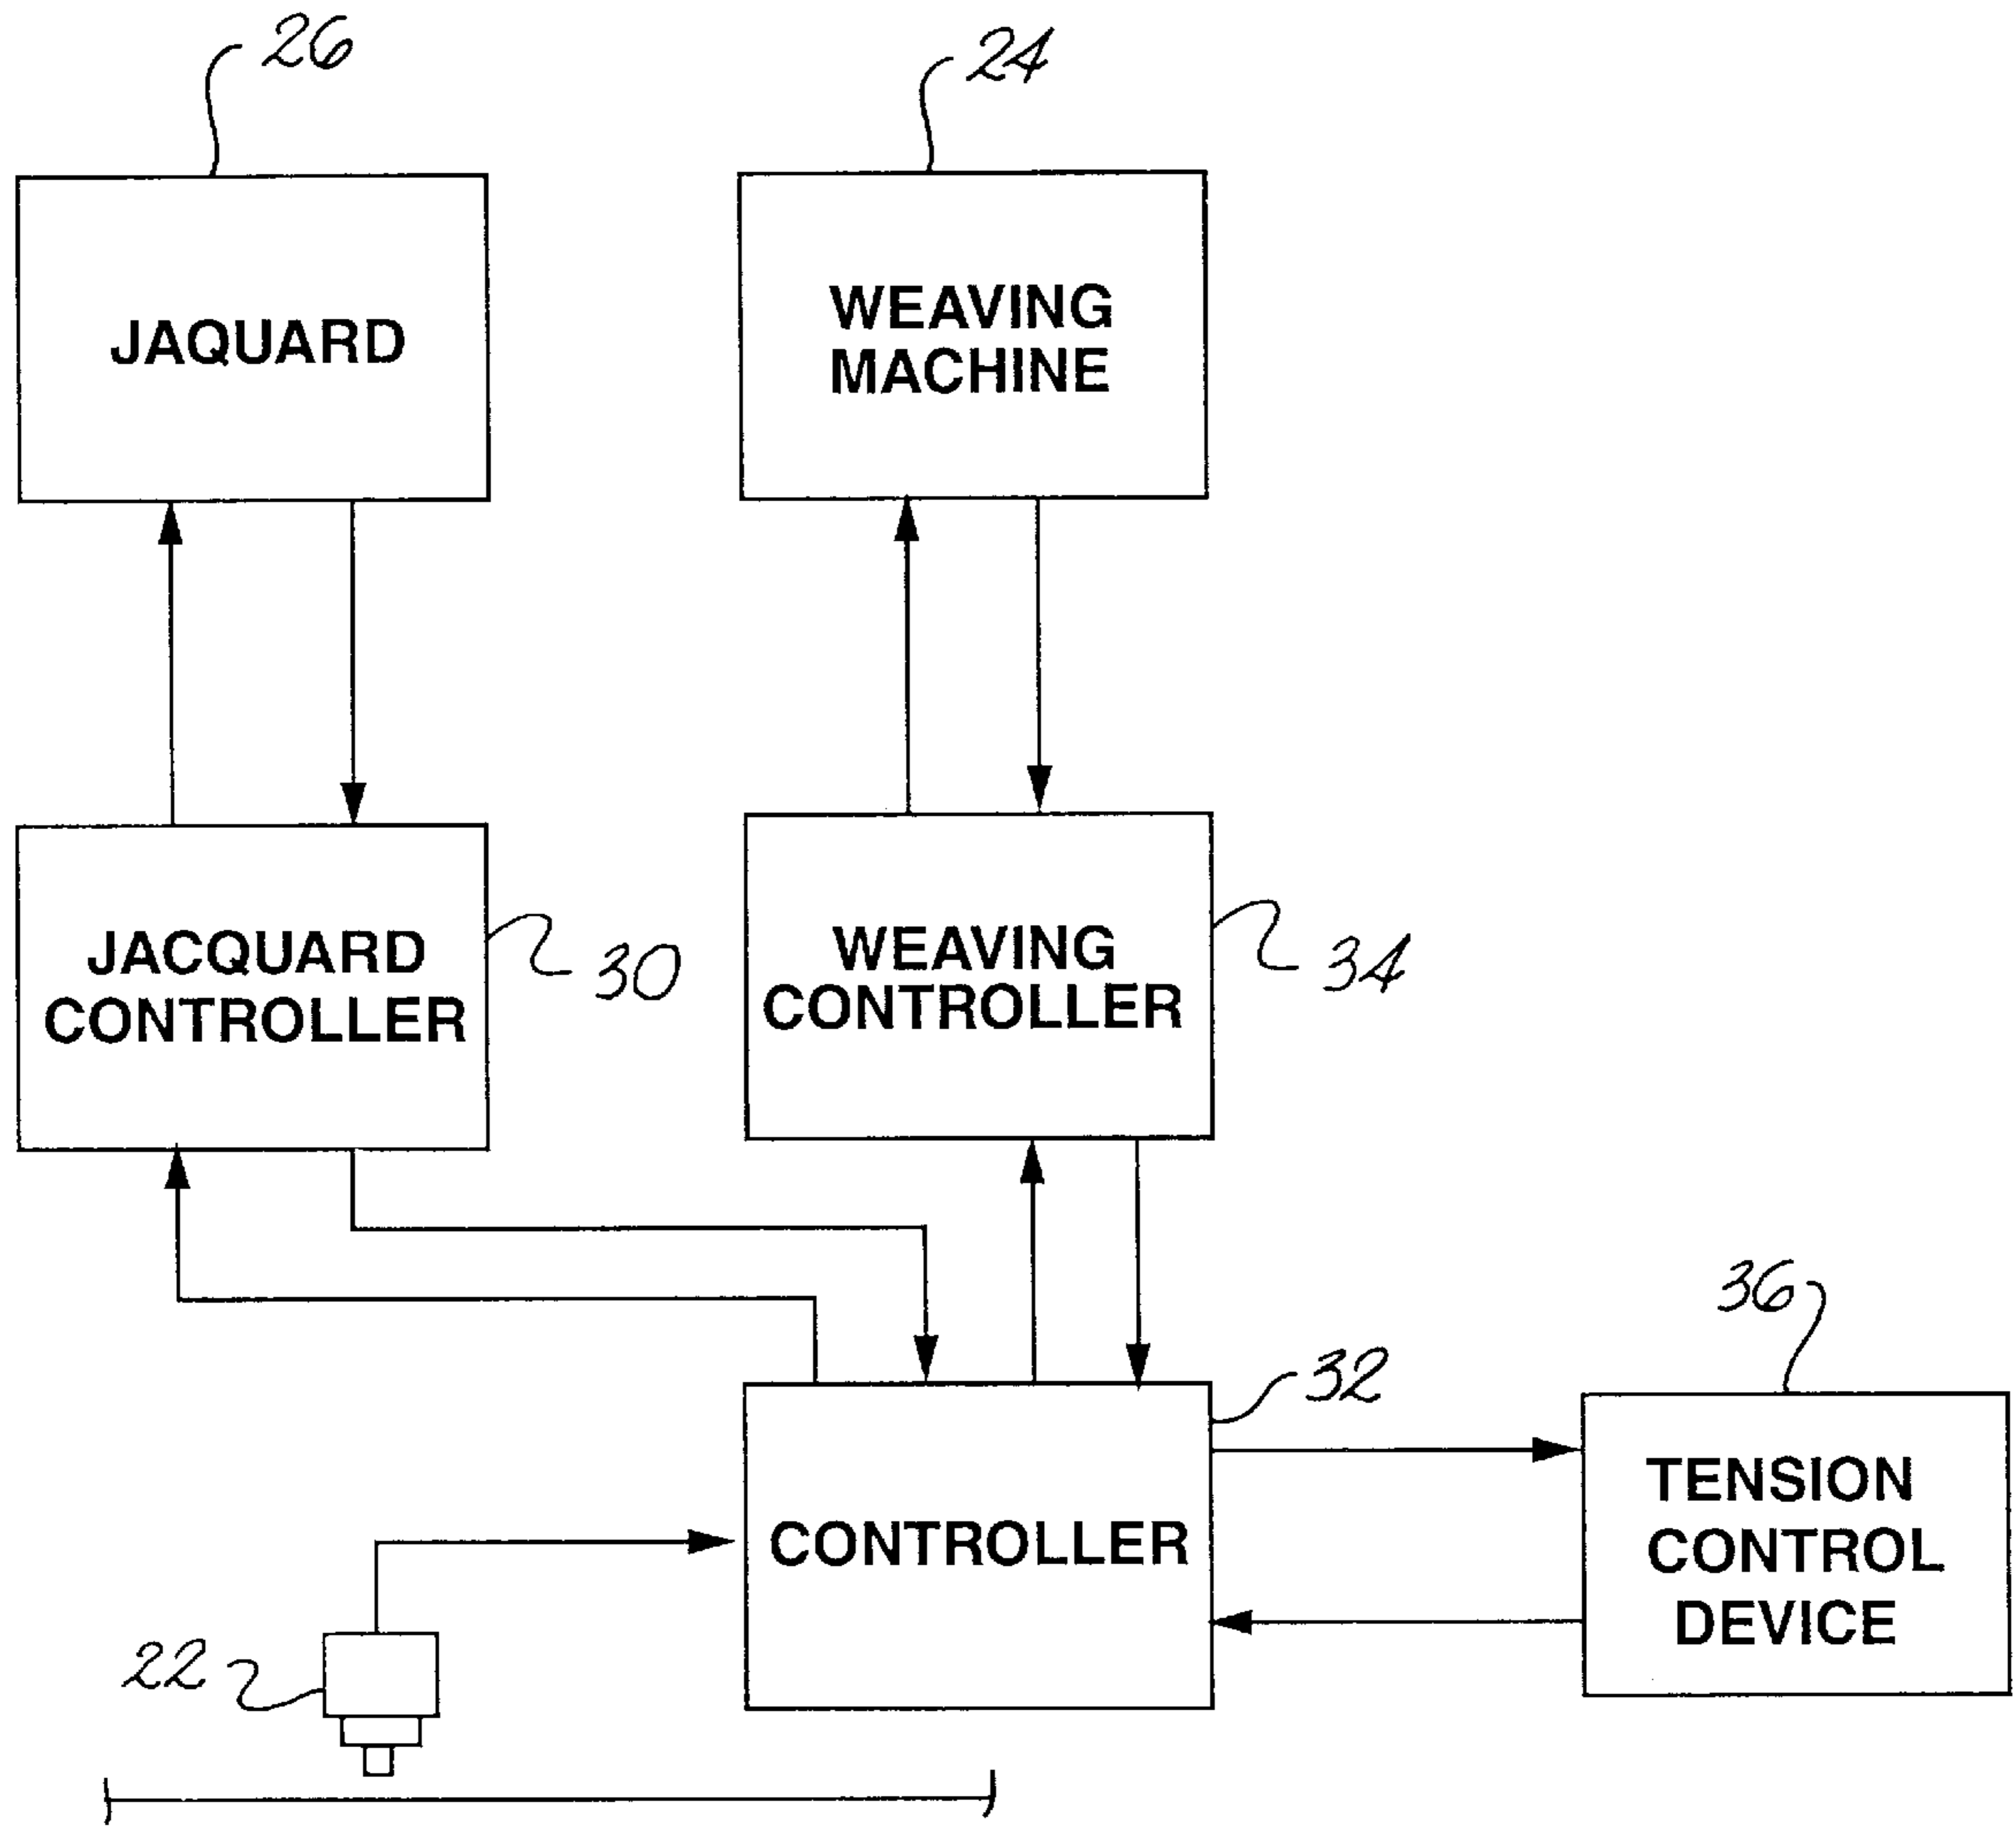 26
24
JAQUARD
WEAVING
MACHINE
JACQUARD
CONTROLLER
30
WEAVING
CONTROLLER
34
36
32
CONTROLLER
TENSION
CONTROL
DEVICE
22